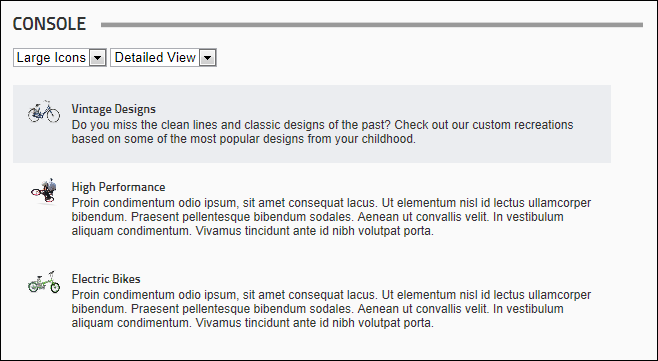 CONSOLE
Large Icons Detailed View
Vintage Designs
Do you miss the clean lines and classic designs of the past? Check out our custom recreations
based on some of the most popular designs from your childhood.
High Performance
Proin condimentum odio ipsum, sit amet consequat lacus. Ut elementum nisl id lectus ullamcorper
bibendum. Praesent pellentesque bibendum sodales. Aenean ut convallis velit. In vestibulum
aliquam condimentum. Vivamus tincidunt ante id nibh volutpat porta.
Electric Bikes
Proin condimentum odio ipsum, sit amet consequat lacus. Ut elementum nisl id lectus ullamcorper
bibendum. Praesent pellentesque bibendum sodales. Aenean ut convallis velit. In vestibulum
aliquam condimentum. Vivamus tincidunt ante id nibh volutpat porta.